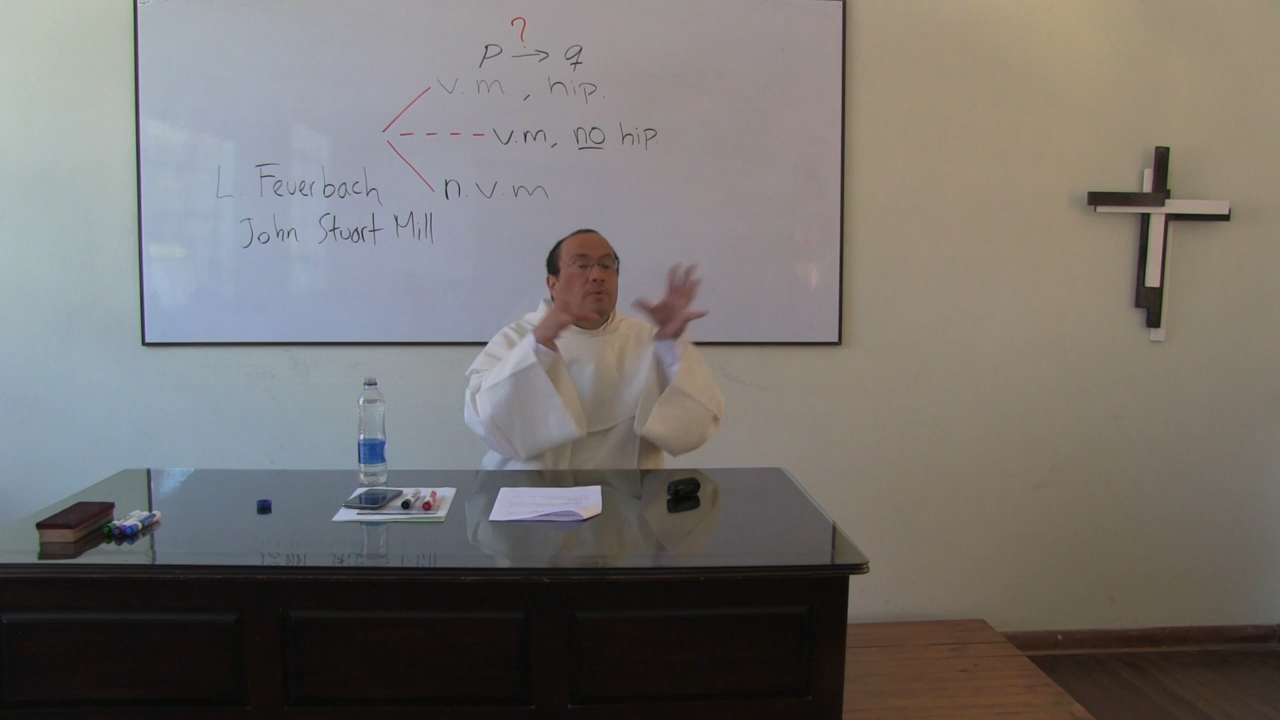 ?
p → q
v.m., hip.
v.m, no hip
n.v.m
L. Feuerbach
John Stuart Mill